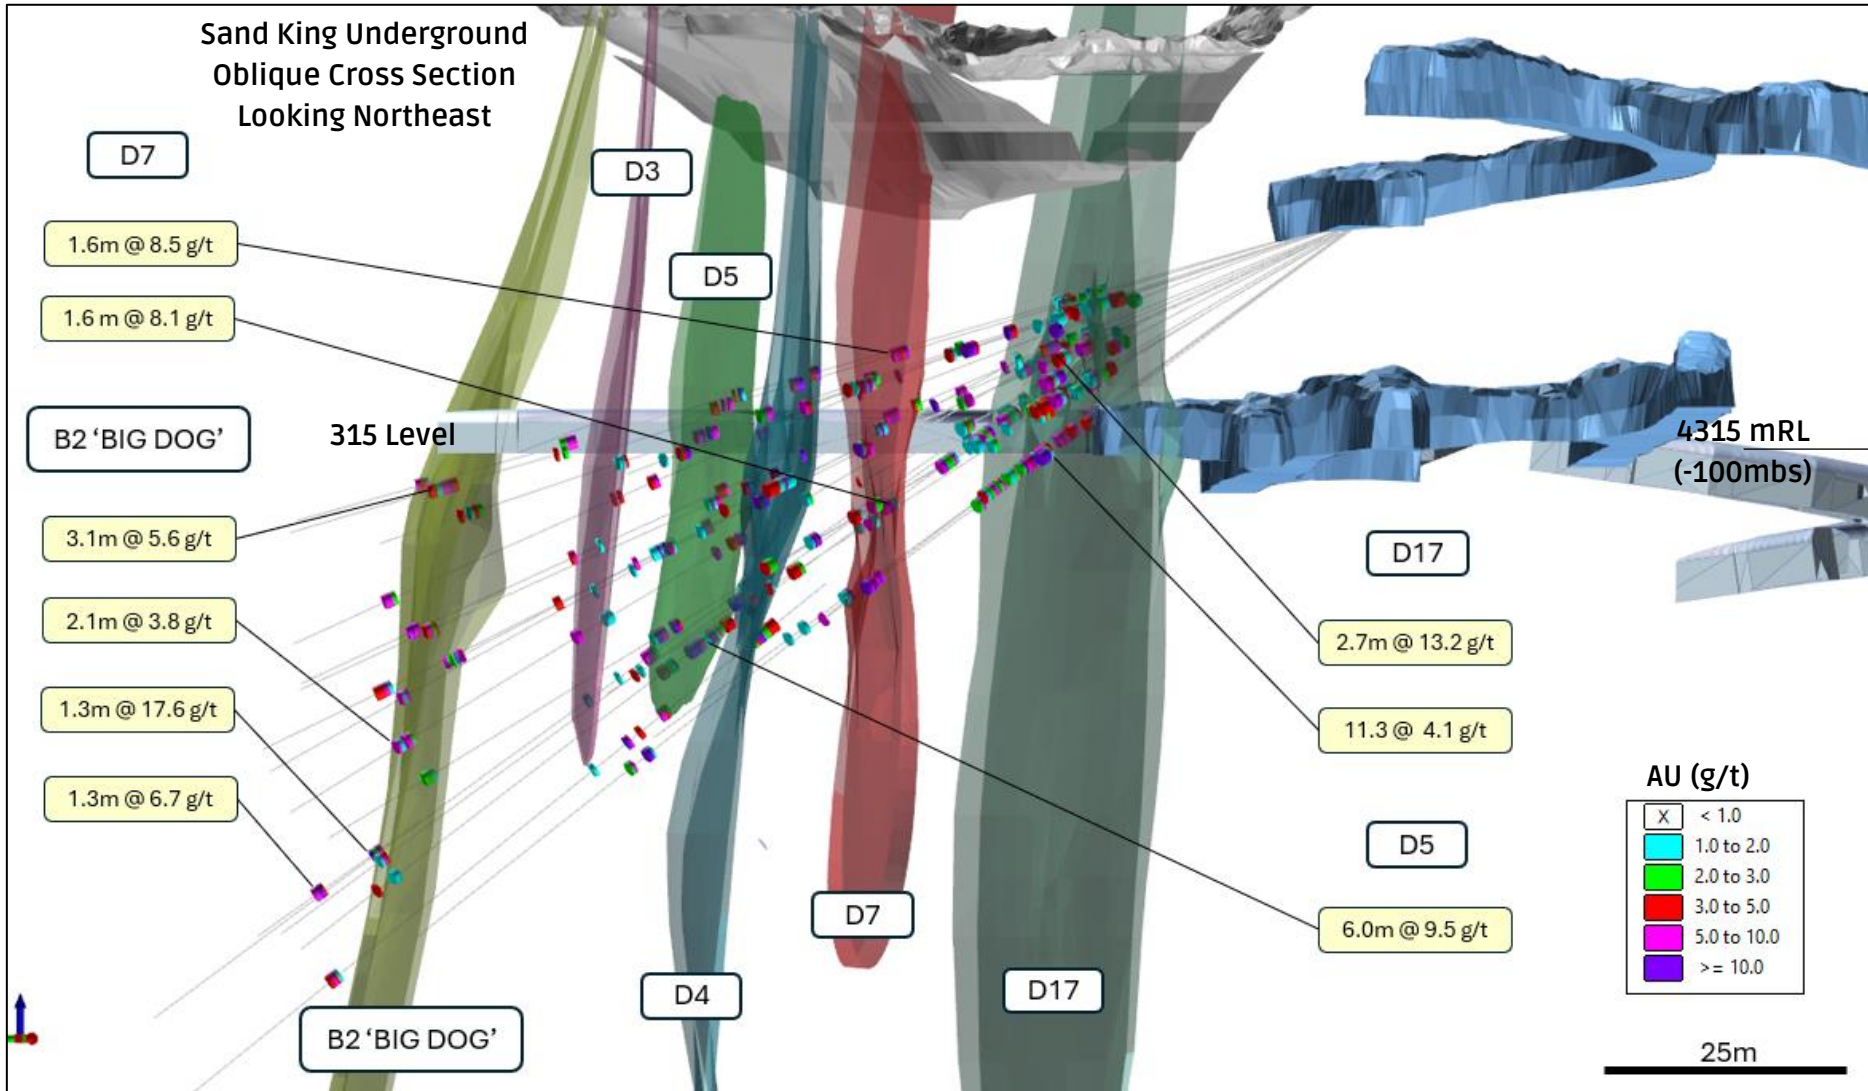 Sand King Underground
Oblique Cross Section
Looking Northeast
D7
D3
1.6m @ 8.5 g/t
D5
1.6 m @ 8.1 g/t
B2 ‘BIG DOG’
315 Level
4315 mRL
(-100mbs)
3.1m @ 5.6 g/t
D17
2.1m @ 3.8 g/t
2.7m @ 13.2 g/t
1.3m @ 17.6 g/t
11.3 @ 4.1 g/t
1.3m @ 6.7 g/t
AU (g/t)
X < 1.0
1.0 to 2.0
2.0 to 3.0
3.0 to 5.0
5.0 to 10.0
>= 10.0
D5
D7
6.0m @ 9.5 g/t
D4
D17
B2 ‘BIG DOG’
25m